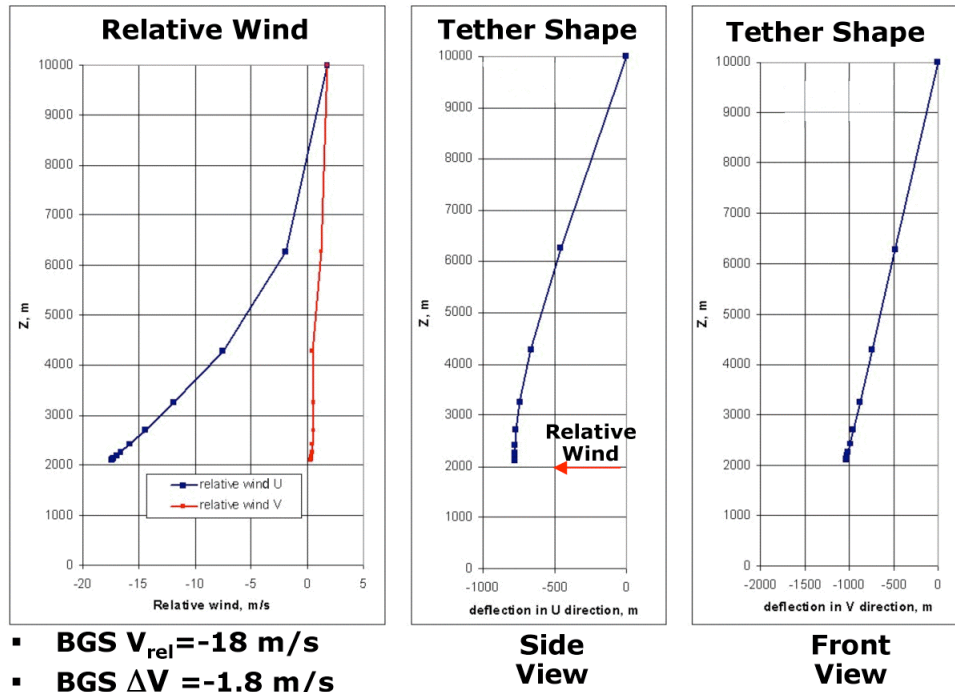 Relative Wind
10000
9000
8000
7000
6000
5000
4000
3000
2000
1000
0
Z, m
relative wind U
relative wind V
-20 -15 -10 -5 0 5
Relative wind, m/s
▪ BGS Vrel=-18 m/s
▪ BGS ΔV =-1.8 m/s
Tether Shape
10000
9000
8000
7000
6000
5000
4000
3000
2000
1000
0
Z, m
Relative
Wind
-1000 -500 0
deflection in U direction, m
Side
View
Tether Shape
10000
9000
8000
7000
6000
5000
4000
3000
2000
1000
0
Z, m
-2000 -1500 -1000 -500 0
deflection in V direction, m
Front
View